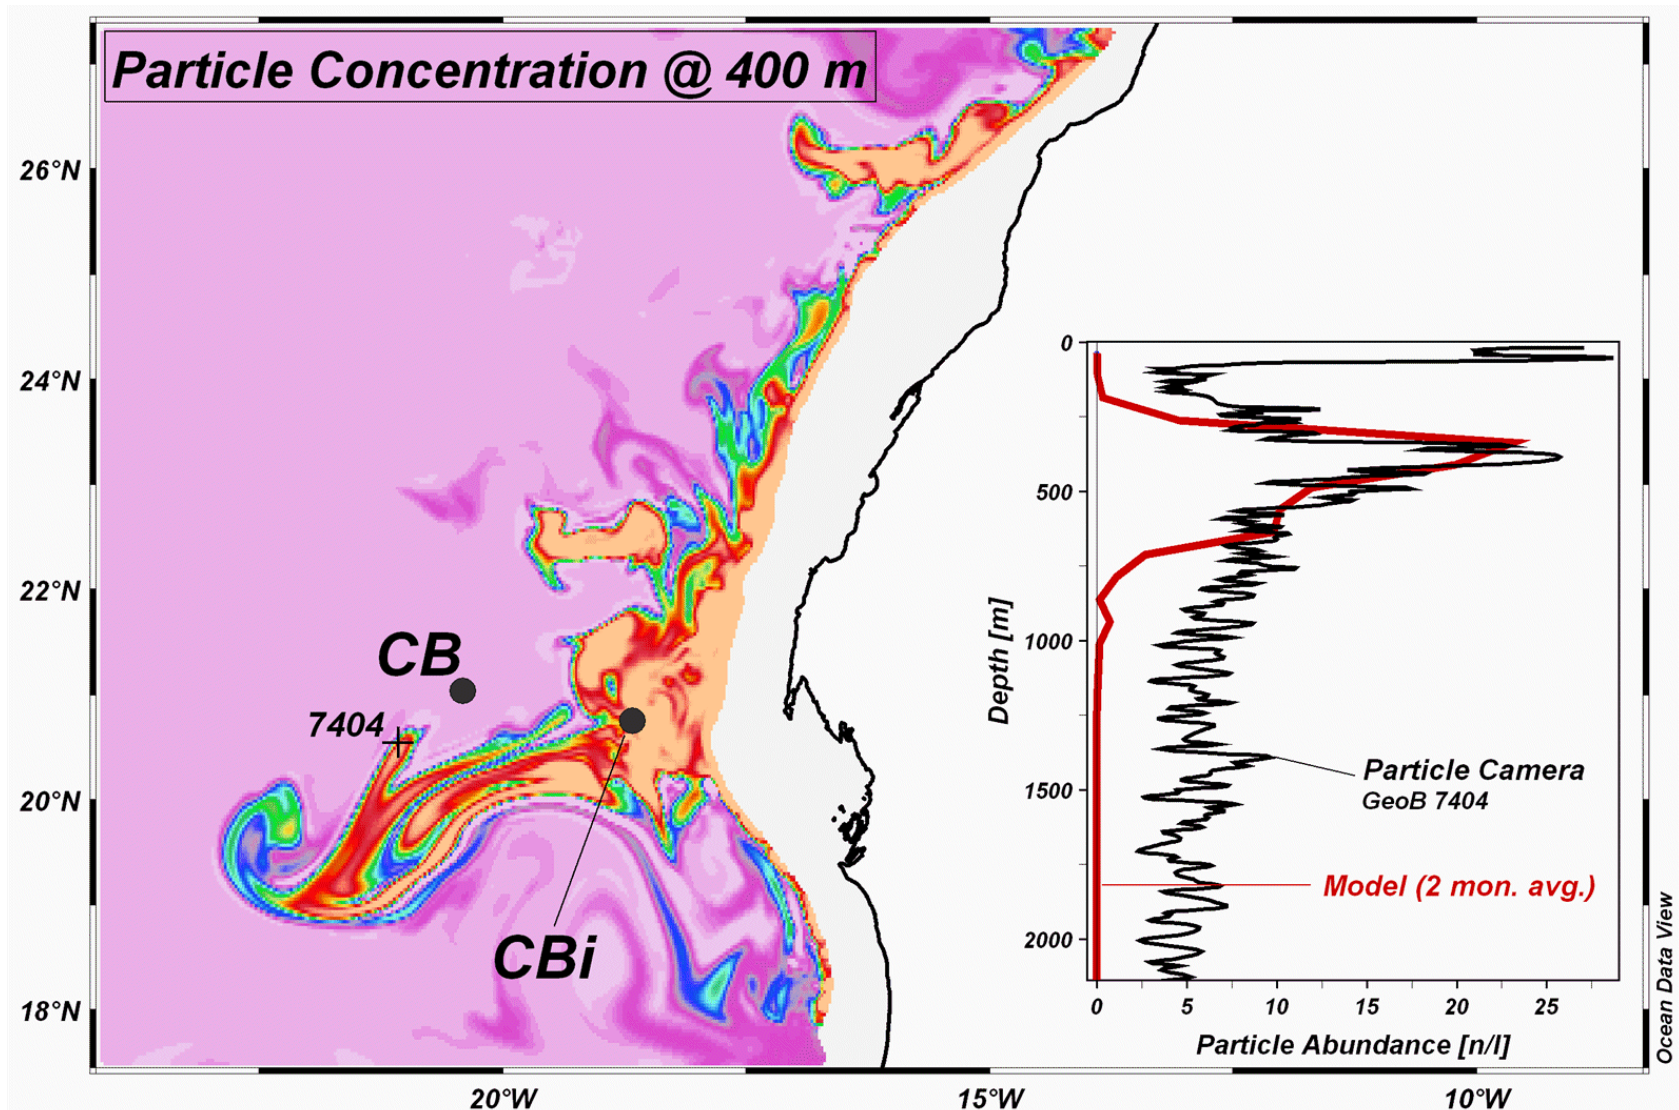 Particle Concentration @ 400 m
26°N
24°N
22°N
20°N
18°N
20°W
15°W
10°W
CB
7404
CBi
0
500
1000
1500
2000
Depth [m]
0
5
10
15
20
25
Particle Abundance [n/l]
Particle Camera
GeoB 7404
Model (2 mon. avg.)
Ocean Data View